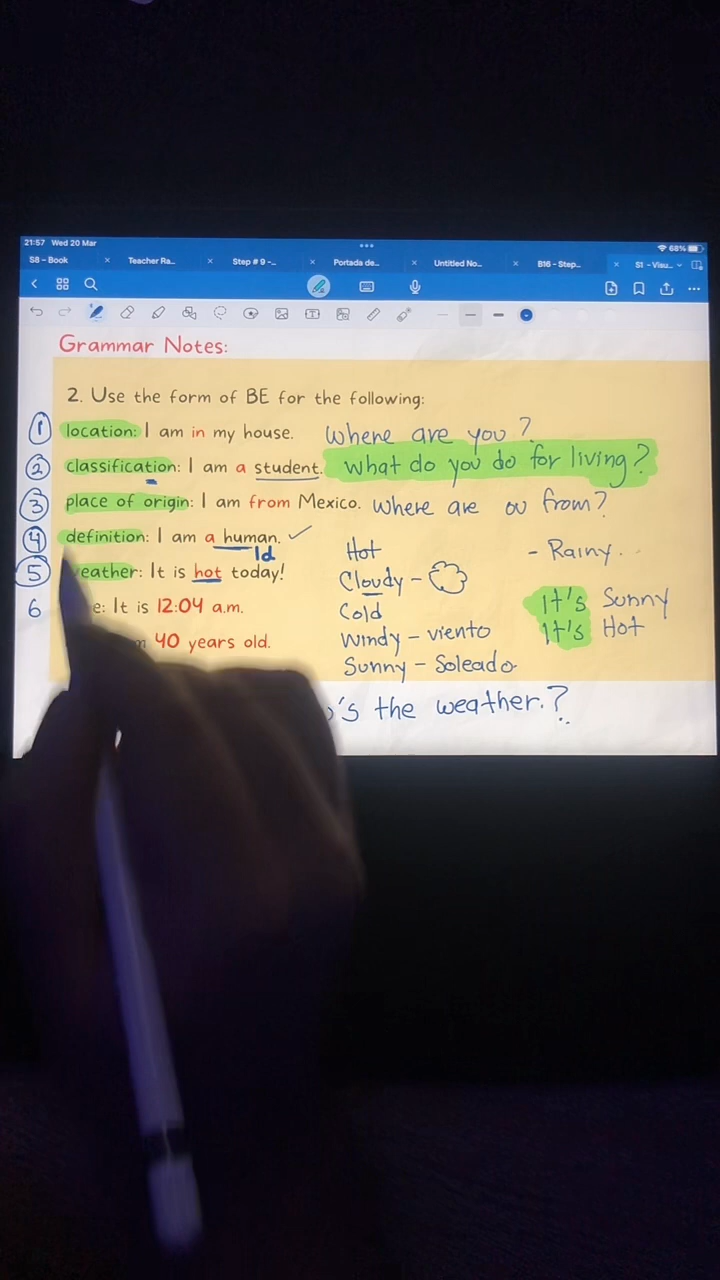 21:57 Wed 20 Mar
68%
S8 - Book
Teacher Ra...
Step # 9 -...
Portada de...
Untitled No...
B16 - Step...
S1 - Visu...
Grammar Notes:
2. Use the form of BE for the following:
1 location: I am in my house. Where are you?
2 classification: I am a student. What do you do for living?
3 place of origin: I am from Mexico. Where are ou from?
4 definition: I am a human.
Id
5 eather: It is hot today!
6 e: It is 12:04 a.m.
40 years old.
Hot
Cloudy -
Cold
Windy - viento
Sunny - Soleado
- Rainy.
It's Sunny
It's Hot
's the weather.?